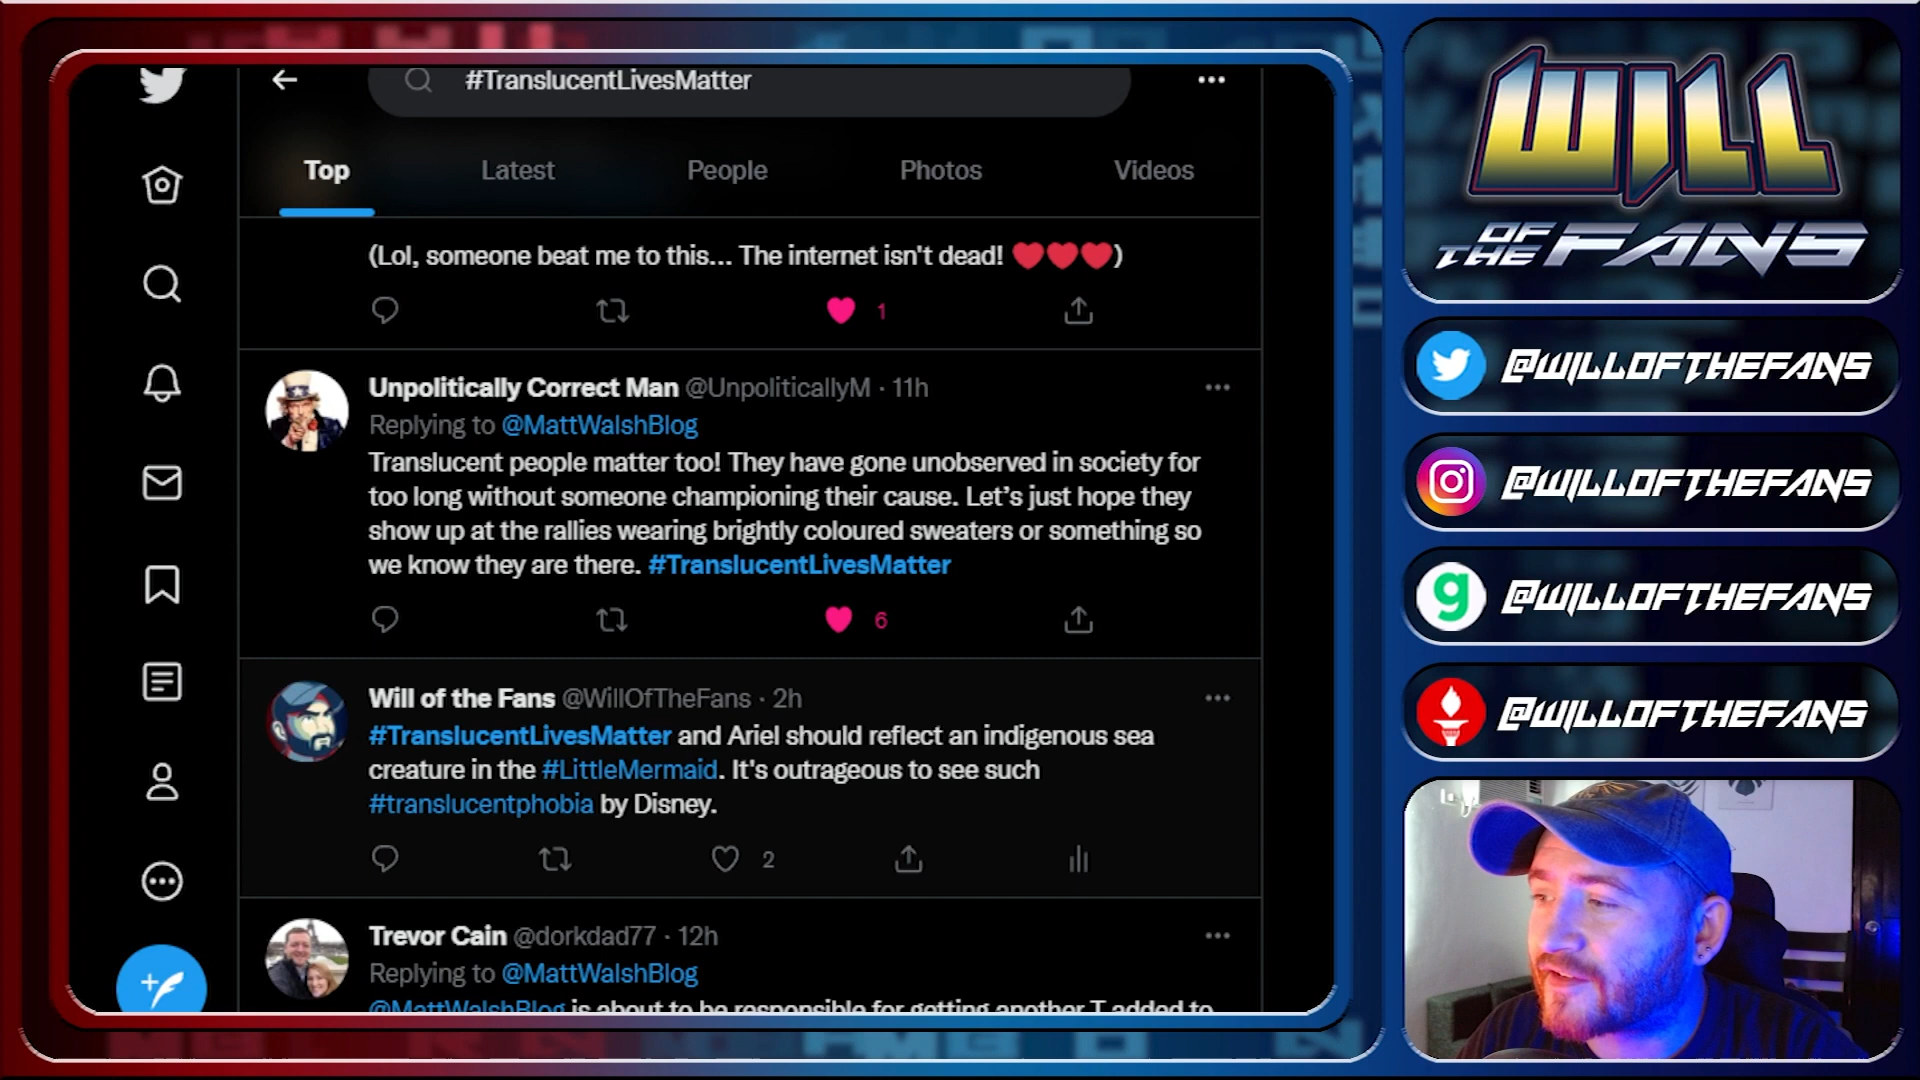 #TranslucentLivesMatter
Top
Latest
People
Photos
Videos
(Lol, someone beat me to this... The internet isn't dead! ❤️❤️❤️)
1
Unpolitically Correct Man @UnpoliticallyM · 11h
Replying to @MattWalshBlog
Translucent people matter too! They have gone unobserved in society for
too long without someone championing their cause. Let's just hope they
show up at the rallies wearing brightly coloured sweaters or something so
we know they are there. #TranslucentLivesMatter
6
Will of the Fans @WillOfTheFans · 2h
#TranslucentLivesMatter and Ariel should reflect an indigenous sea
creature in the #LittleMermaid. It's outrageous to see such
#translucentphobia by Disney.
2
Trevor Cain @dorkdad77 · 12h
Replying to @MattWalshBlog
@MattWalshBlog is about to be responsible for getting another T added to
WILL
OF
THE FANS
@WILLOFTHEFANS
@WILLOFTHEFANS
g @WILLOFTHEFANS
@WILLOFTHEFANS